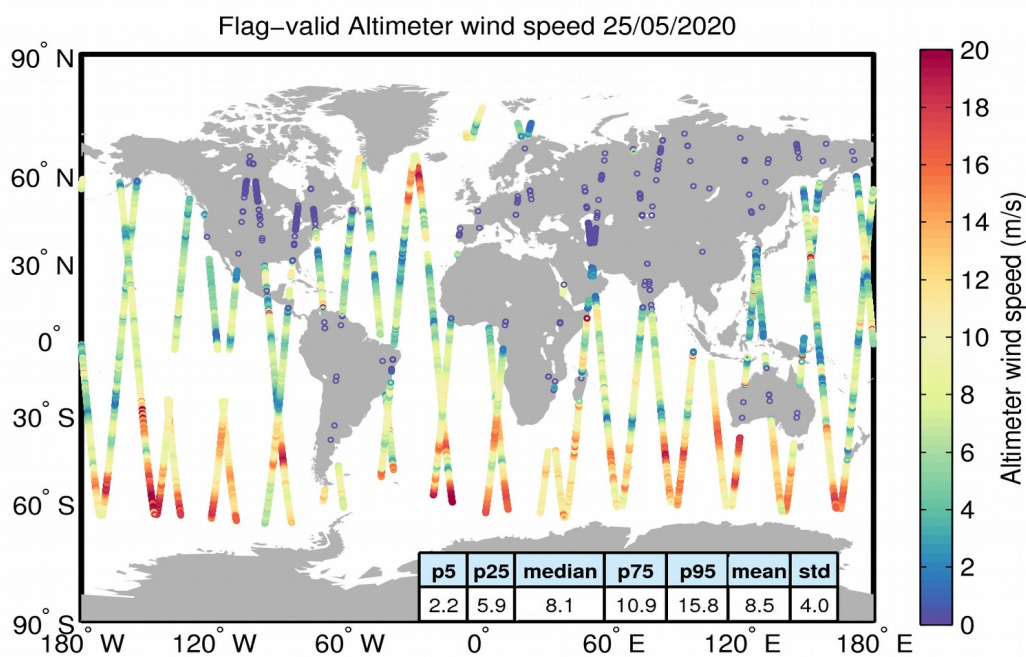 Flag−valid Altimeter wind speed 25/05/2020
90° N
60° N
30° N
0°
30° S
60° S
90° S
180° W
120° W
60° W
0°
60° E
120° E
180° E
p5 p25 median p75 p95 mean std
2.2 5.9 8.1 10.9 15.8 8.5 4.0
20
18
16
14
12
10
8
6
4
2
0
Altimeter wind speed (m/s)